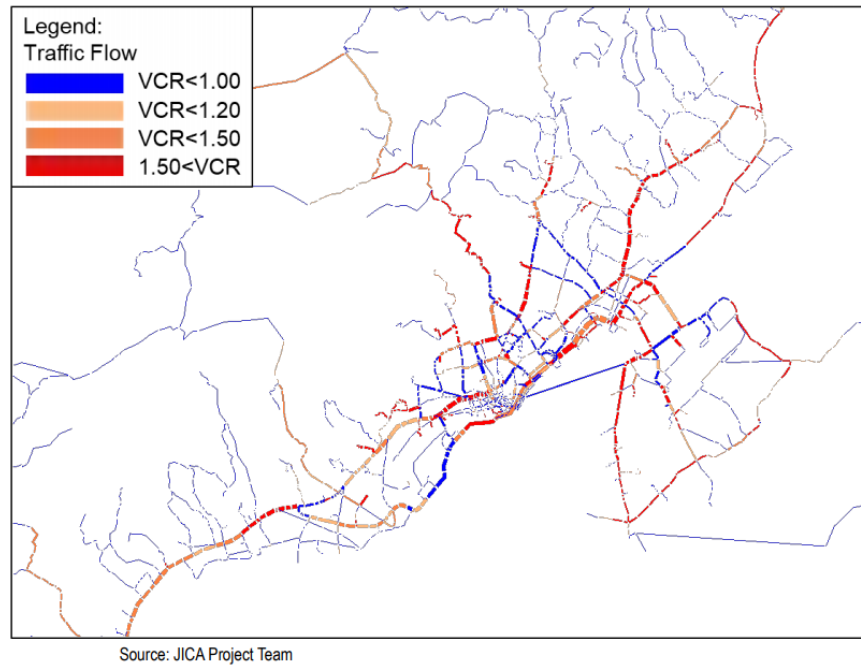 Legend:
Traffic Flow
VCR<1.00
VCR<1.20
VCR<1.50
1.50<VCR
Source: JICA Project Team